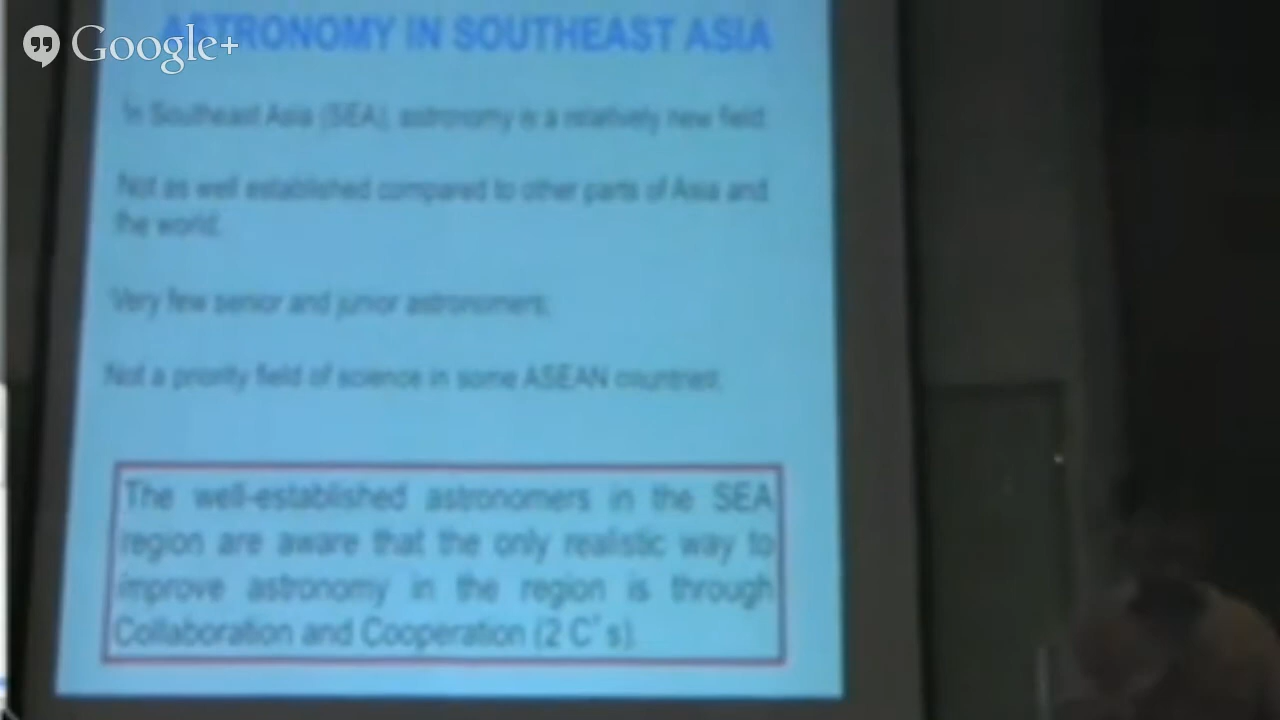 Google+
ASTRONOMY IN SOUTHEAST ASIA
In Southeast Asia (SEA), astronomy is a relatively new field.
Not as well established compared to other parts of Asia and
the world.
Very few senior and junior astronomers.
Not a priority field of science in some ASEAN countries.
The well-established astronomers in the SEA
region are aware that the only realistic way to
improve astronomy in the region is through
Collaboration and Cooperation (2 C's).